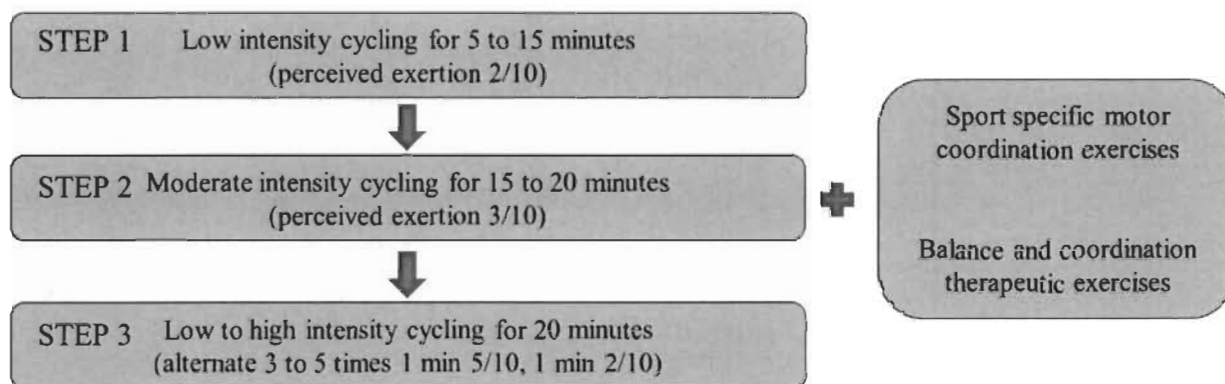 STEP 1 Low intensity cycling for 5 to 15 minutes
(perceived exertion 2/10)
STEP 2 Moderate intensity cycling for 15 to 20 minutes
(perceived exertion 3/10)
STEP 3 Low to high intensity cycling for 20 minutes
(alternate 3 to 5 times 1 min 5/10, 1 min 2/10)
Sport specific motor
coordination exercises
Balance and coordination
therapeutic exercises